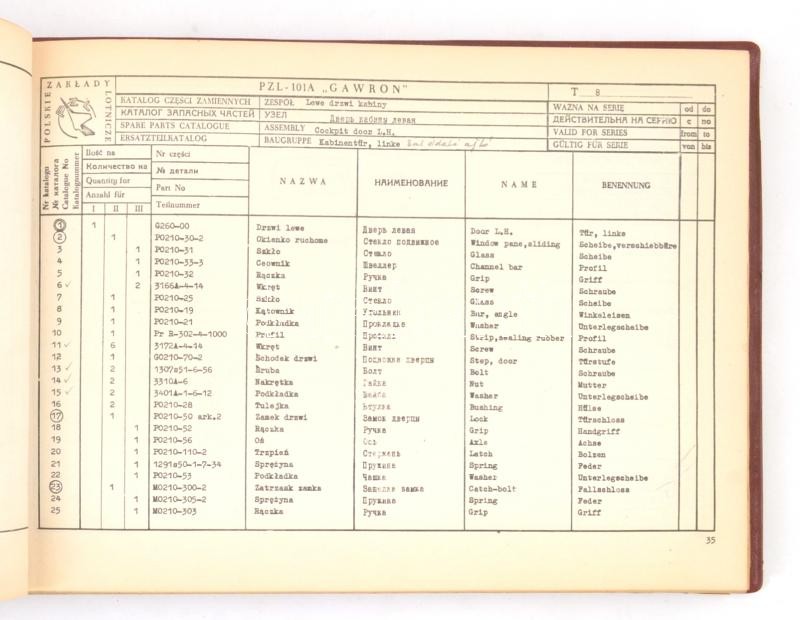 POLSKIE ZAKŁADY LOTNICZE
PZL-101A „GAWRON"
T 8
KATALOG CZĘŚCI ZAMIENNYCH
КАТАЛОГ ЗАПАСНЫХ ЧАСТЕЙ
SPARE PARTS CATALOGUE
ERSATZTEILKATALOG
ZESPÓŁ Lewe drzwi kabiny
УЗЕЛ Дверь кабины левая
ASSEMBLY Cockpit door L.H.
BAUGRUPPE Kabinentür, linke
WAŻNA NA SERIĘ od do
ДЕЙСТВИТЕЛЬНА НА СЕРИЮ с по
VALID FOR SERIES from to
GÜLTIG FÜR SERIE von bis
Nr katalogu
№ каталога
Catalogue No
Katalognummer
Ilość na
Количество на
Quantity for
Anzahl für
I II III
Nr części
№ детали
Part No
Teilnummer
NAZWA НАИМЕНОВАНИЕ NAME BENENNUNG
1 1 G260-00 Drzwi lewe Дверь левая Door L.H. Tür, linke
2 1 P0210-30-2 Okienko ruchome Стекло подвижное Window pane,sliding Scheibe,verschiebbäre
3 1 P0210-31 Szkło Стекло Glass Scheibe
4 1 P0210-33-3 Ceownik Швеллер Channel bar Profil
5 1 P0210-32 Rączka Ручка Grip Griff
6 ✓ 2 3166A-4-14 Wkręt Винт Screw Schraube
7 1 P0210-25 Szkło Стекло Glass Scheibe
8 1 P0210-19 Kątownik Угольник Bar, angle Winkeleisen
9 1 P0210-21 Podkładka Прокладка Washer Unterlegscheibe
10 1 Pr R-302-4-1000 Profil Профиль Strip,sealing rubber Profil
11 ✓ 6 3172A-4-14 Wkręt Винт Screw Schraube
12 1 G0210-70-2 Schodek drzwi Подножка дверцы Step, door Türstufe
13 ✓ 2 1307s51-6-56 Śruba Болт Bolt Schraube
14 ✓ 2 3310A-6 Nakrętka Гайка Nut Mutter
15 ✓ 2 3401A-1-6-12 Podkładka Шайба Washer Unterlegscheibe
16 2 P0210-28 Tulejka Втулка Bushing Hülse
17 1 P0210-50 ark.2 Zamek drzwi Замок дверцы Lock Türschloss
18 1 P0210-52 Rączka Ручка Grip Handgriff
19 1 P0210-56 Oś Ось Axle Achse
20 1 P0210-110-2 Trzpień Стержень Latch Bolzen
21 1 1291s50-1-7-34 Sprężyna Пружина Spring Feder
22 1 P0210-53 Podkładka Чашка Washer Unterlegscheibe
23 1 M0210-300-2 Zatrzask zamka Защелка замка Catch-bolt Fallschloss
24 1 M0210-305-2 Sprężyna Пружина Spring Feder
25 1 M0210-303 Rączka Ручка Grip Griff
35